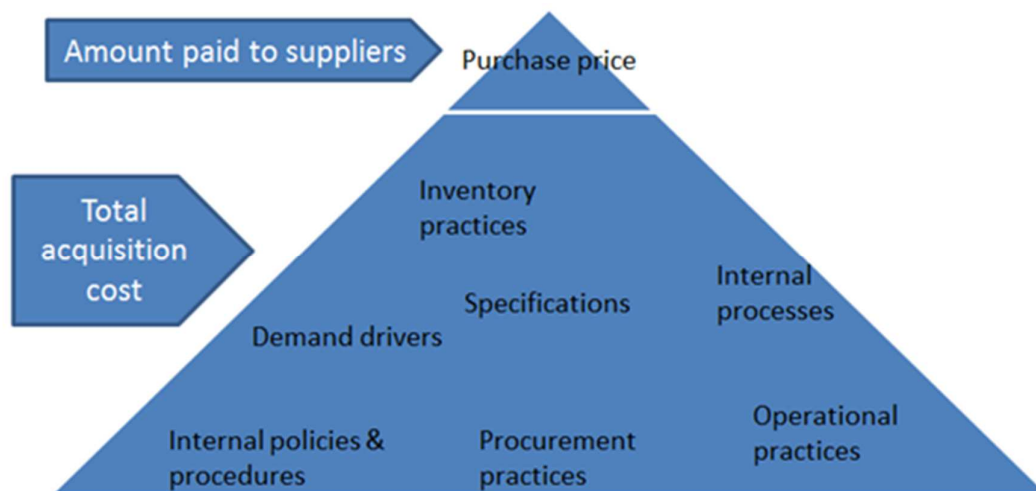 Amount paid to suppliers
Purchase price
Total
acquisition
cost
Inventory
practices
Internal
processes
Specifications
Demand drivers
Operational
practices
Internal policies &
procedures
Procurement
practices